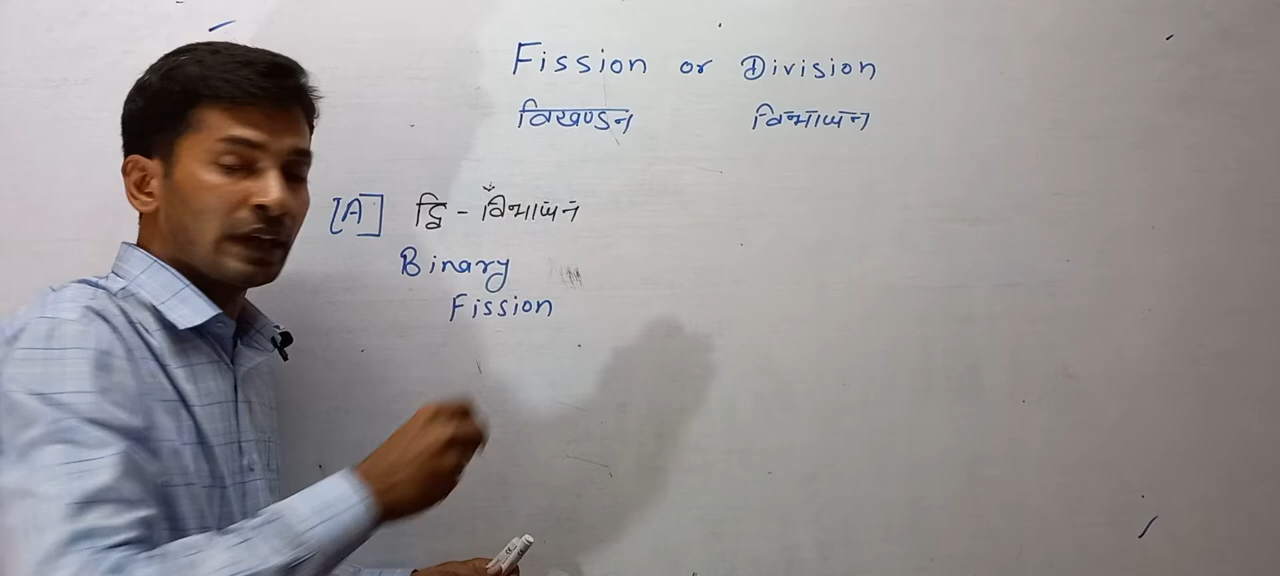 Fission or Division
विखण्डन विभाजन
[A] द्वि - विभाजन
Binary
Fission